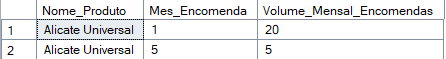 Nome_Produto Mes_Encomenda Volume_Mensal_Encomendas
1 Alicate Universal 1 20
2 Alicate Universal 5 5